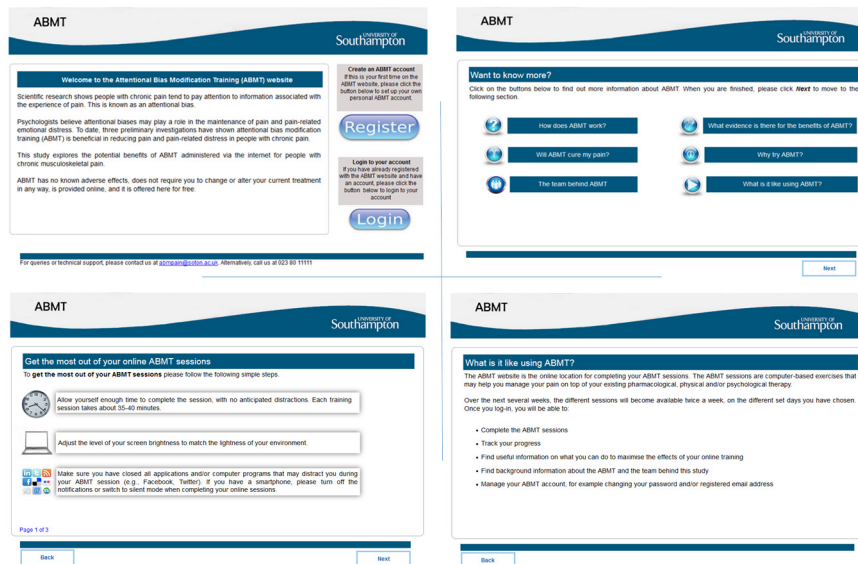 ABMT
UNIVERSITY OF
Southampton
Welcome to the Attentional Bias Modification Training (ABMT) website
Scientific research shows people with chronic pain tend to pay attention to information associated with
the experience of pain. This is known as an attentional bias.
Psychologists believe attentional biases may play a role in the maintenance of pain and pain-related
emotional distress. To date, three preliminary investigations have shown attentional bias modification
training (ABMT) is beneficial in reducing pain and pain-related distress in people with chronic pain.
This study explores the potential benefits of ABMT administered via the internet for people with
chronic musculoskeletal pain.
ABMT has no known adverse effects, does not require you to change or alter your current treatment
in any way, is provided online, and it is offered here for free.
Create an ABMT account
If this is your first time on the
ABMT website, please click the
button below to set up your own
personal ABMT account.
Register
Login to your account
If you have already registered
with the ABMT website and have
an account, please click the
button below to login to your
account
Login
For queries or technical support, please contact us at abmpain@soton.ac.uk. Alternatively, call us at 023 80 11111
ABMT
UNIVERSITY OF
Southampton
Want to know more?
Click on the buttons below to find out more information about ABMT. When you are finished, please click Next to move to the
following section.
How does ABMT work?
What evidence is there for the benefits of ABMT?
Will ABMT cure my pain?
Why try ABMT?
The team behind ABMT
What is it like using ABMT?
Next
ABMT
UNIVERSITY OF
Southampton
Get the most out of your online ABMT sessions
To get the most out of your ABMT sessions please follow the following simple steps.
Allow yourself enough time to complete the session, with no anticipated distractions. Each training
session takes about 35-40 minutes.
Adjust the level of your screen brightness to match the lightness of your environment.
Make sure you have closed all applications and/or computer programs that may distract you during
your ABMT session (e.g., Facebook, Twitter). If you have a smartphone, please turn off the
notifications or switch to silent mode when completing your online sessions.
Page 1 of 3
Back
Next
ABMT
UNIVERSITY OF
Southampton
What is it like using ABMT?
The ABMT website is the online location for completing your ABMT sessions. The ABMT sessions are computer-based exercises that
may help you manage your pain on top of your existing pharmacological, physical and/or psychological therapy.
Over the next several weeks, the different sessions will become available twice a week, on the different set days you have chosen.
Once you log-in, you will be able to:
• Complete the ABMT sessions
• Track your progress
• Find useful information on what you can do to maximise the effects of your online training
• Find background information about the ABMT and the team behind this study
• Manage your ABMT account, for example changing your password and/or registered email address
Back